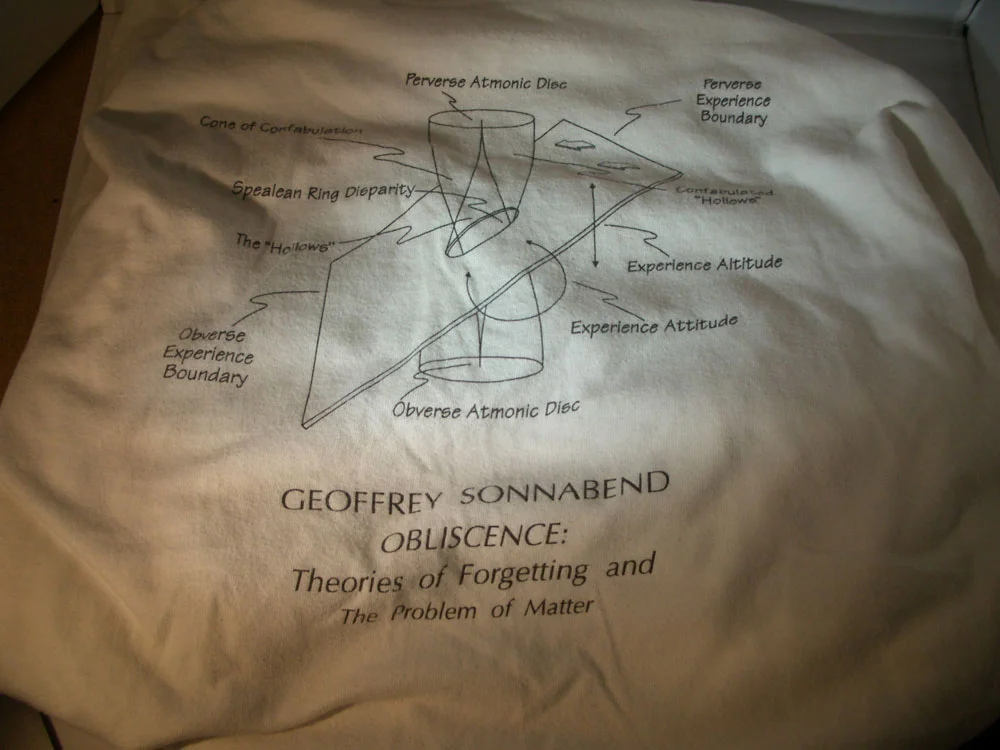 Perverse Atmonic Disc
Perverse
Experience
Boundary
Cone of Confabulation
Spealean Ring Disparity
Confabulated
"Hollows"
The "Hollows"
Experience Altitude
Experience Attitude
Obverse
Experience
Boundary
Obverse Atmonic Disc
GEOFFREY SONNABEND
OBLISCENCE:
Theories of Forgetting and
The Problem of Matter